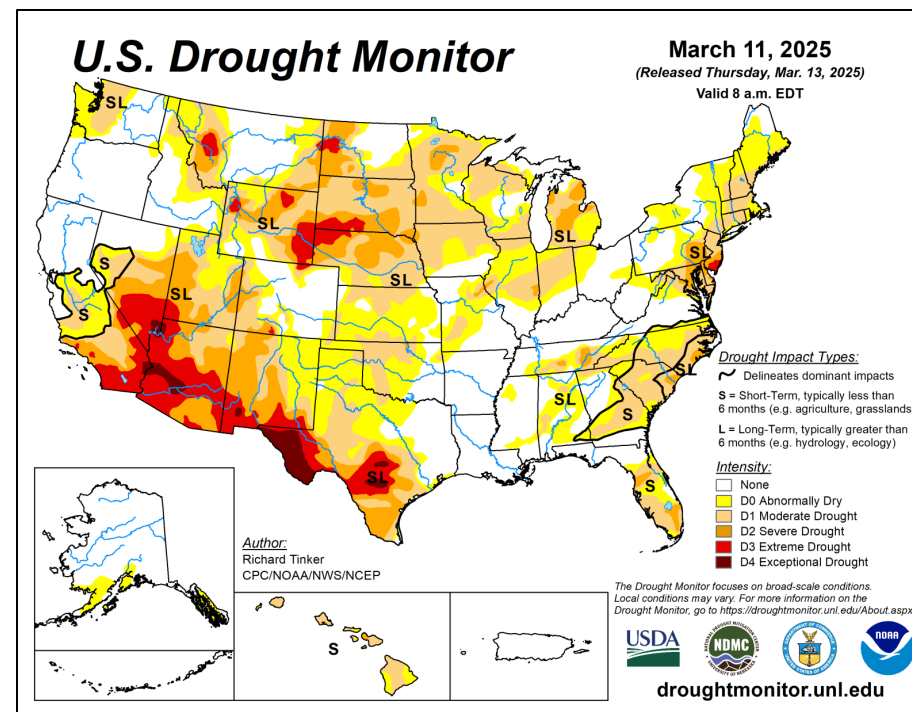 U.S. Drought Monitor
March 11, 2025
(Released Thursday, Mar. 13, 2025)
Valid 8 a.m. EDT
SL
SL
SL
SL
S
S
SL
SL
SL
SL
S
SL
S
S
Drought Impact Types:
Delineates dominant impacts
S = Short-Term, typically less than
6 months (e.g. agriculture, grasslands
L = Long-Term, typically greater than
6 months (e.g. hydrology, ecology)
Intensity:
None
D0 Abnormally Dry
D1 Moderate Drought
D2 Severe Drought
D3 Extreme Drought
D4 Exceptional Drought
Author:
Richard Tinker
CPC/NOAA/NWS/NCEP
The Drought Monitor focuses on broad-scale conditions.
Local conditions may vary. For more information on the
Drought Monitor, go to https://droughtmonitor.unl.edu/About.aspx
USDA
NDMC
NOAA
droughtmonitor.unl.edu